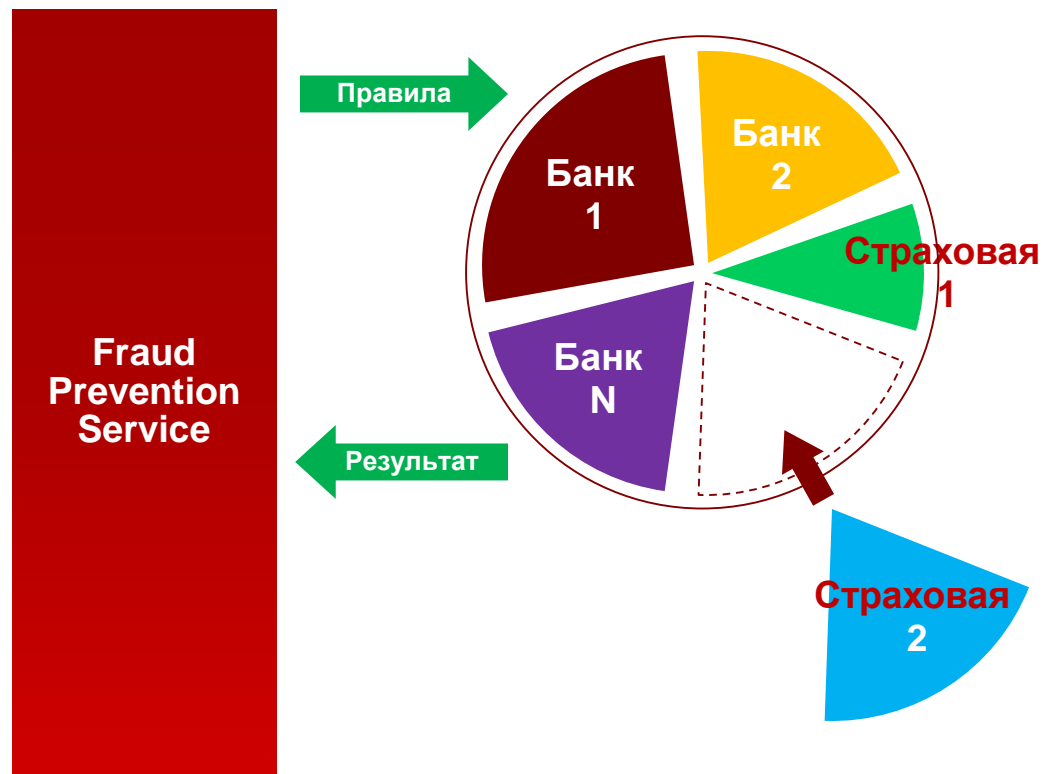 Fraud
Prevention
Service
Правила
Результат
Банк
1
Банк
2
Страховая
1
Банк
N
Страховая
2